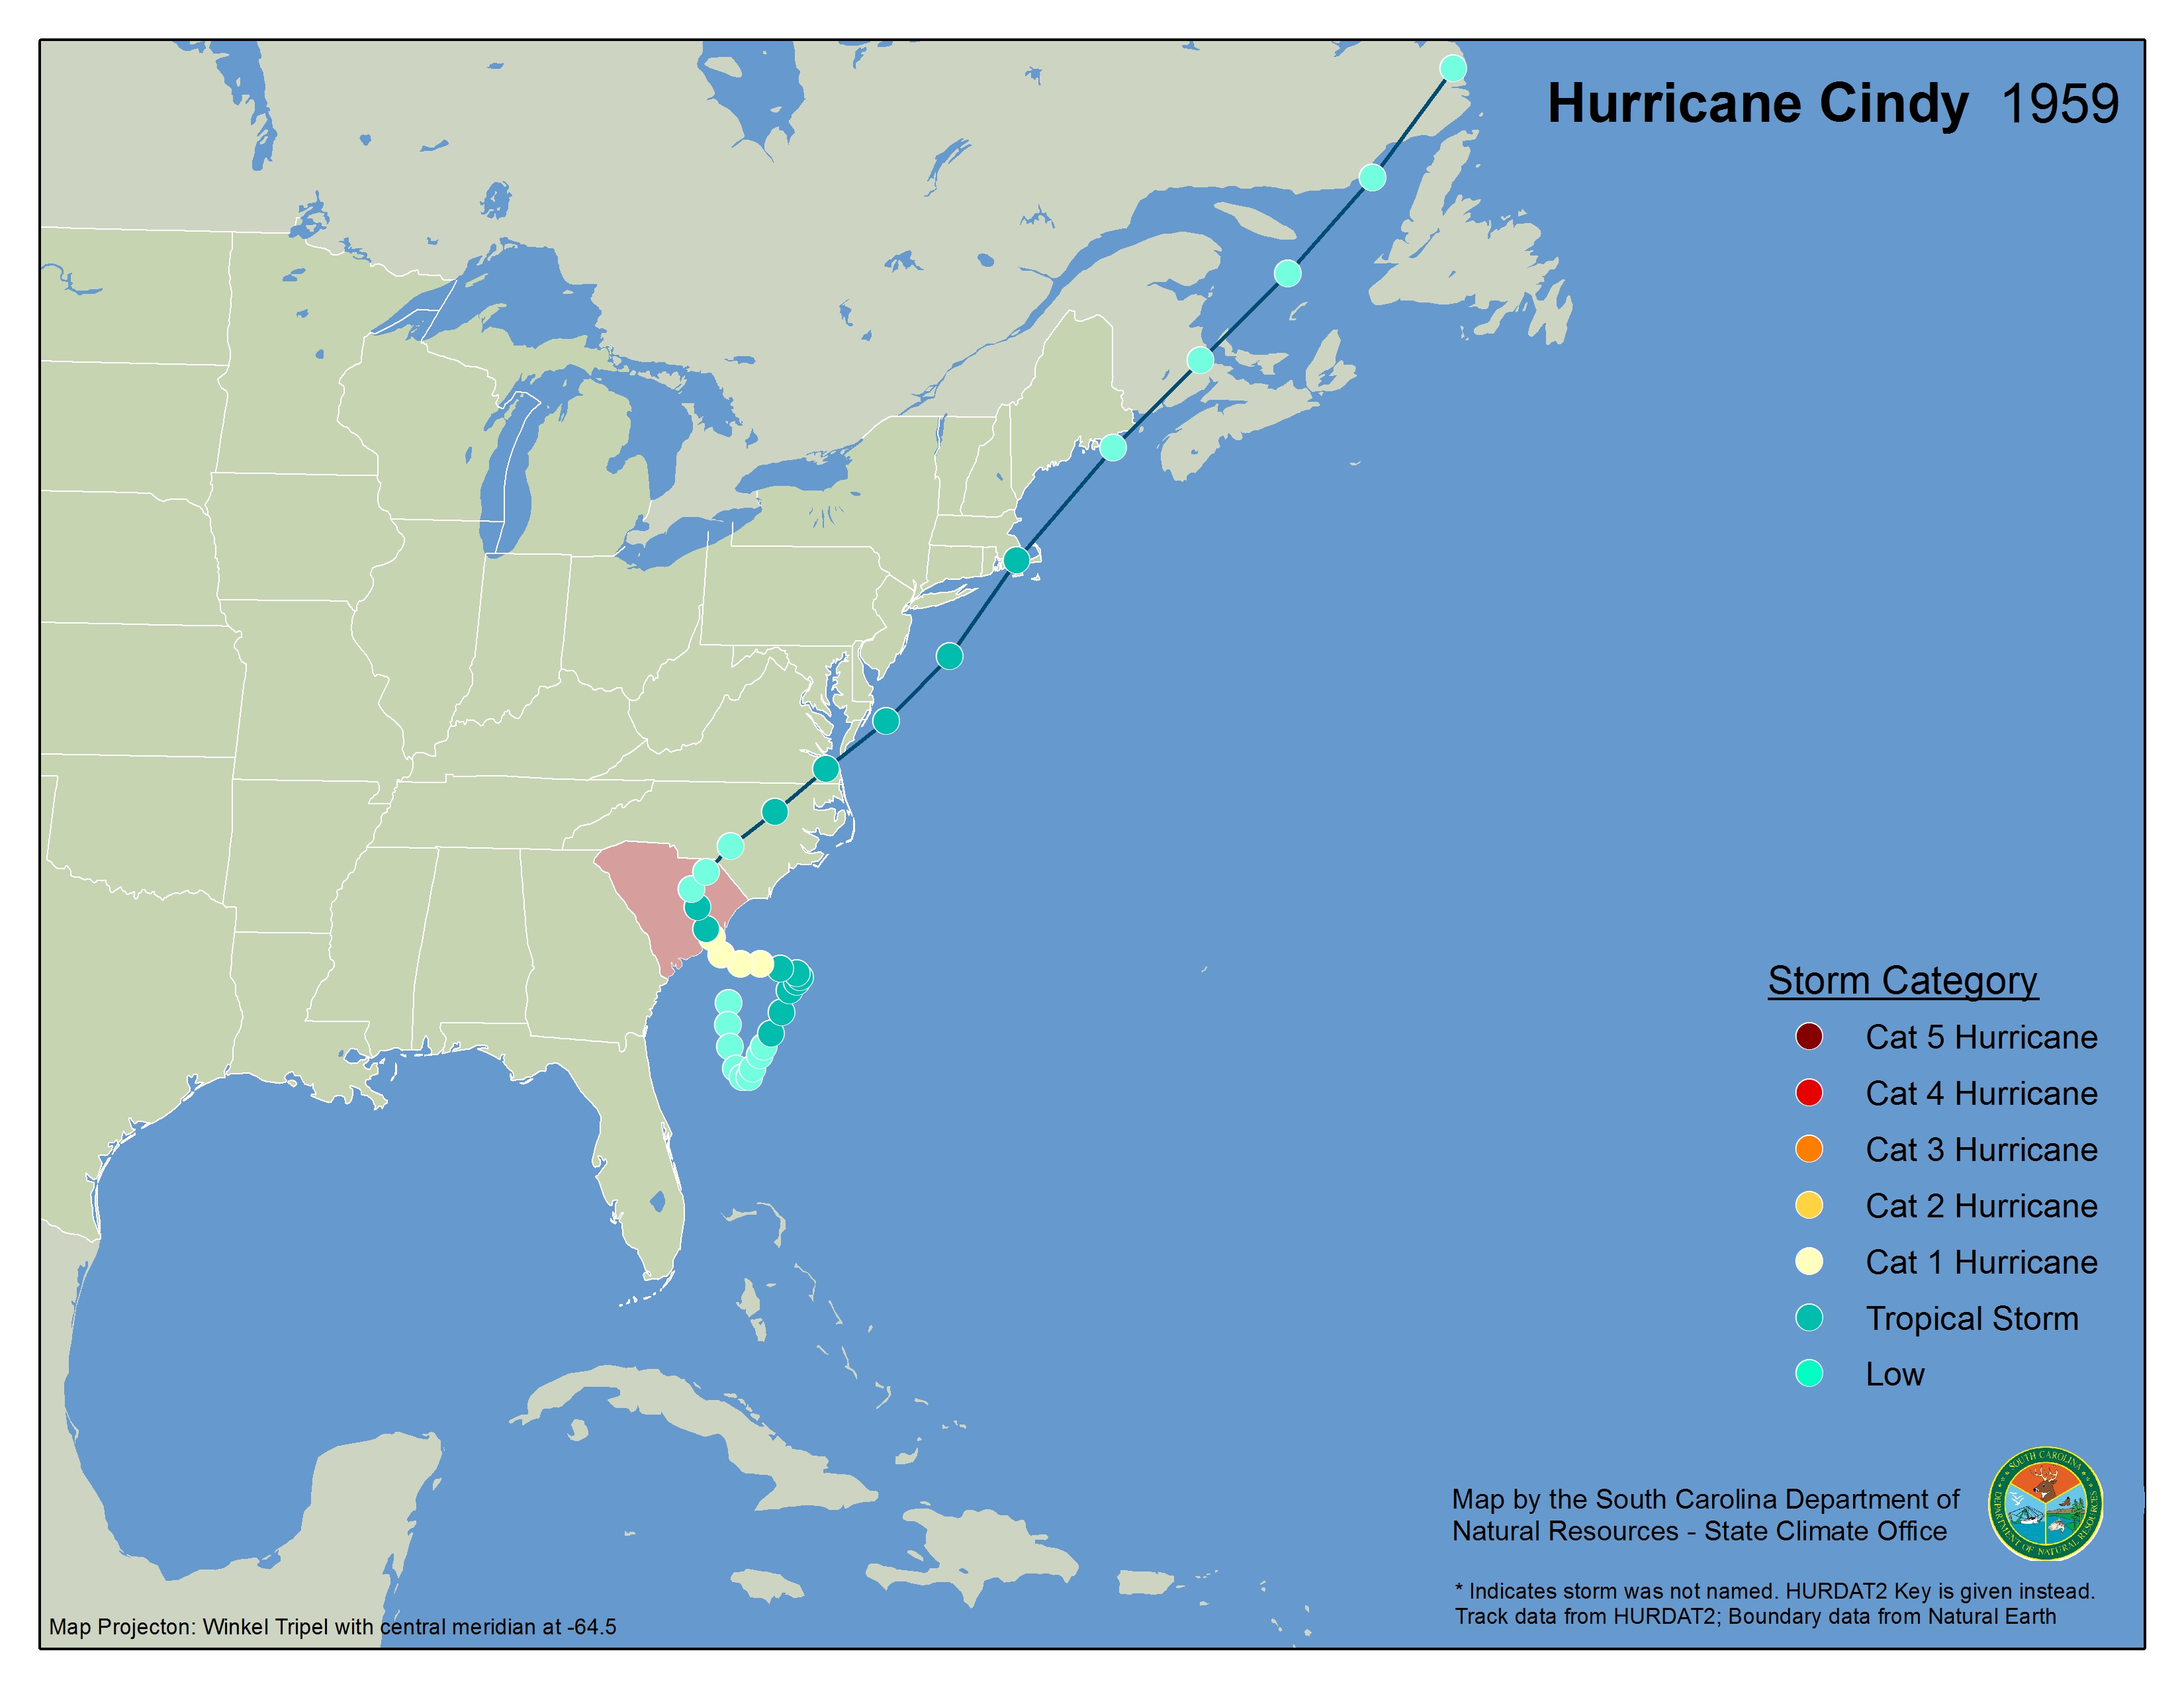 Hurricane Cindy 1959
Storm Category
Cat 5 Hurricane
Cat 4 Hurricane
Cat 3 Hurricane
Cat 2 Hurricane
Cat 1 Hurricane
Tropical Storm
Low
Map by the South Carolina Department of
Natural Resources - State Climate Office
SOUTH CAROLINA
DEPARTMENT OF NATURAL RESOURCES
* Indicates storm was not named. HURDAT2 Key is given instead.
Track data from HURDAT2; Boundary data from Natural Earth
Map Projecton: Winkel Tripel with central meridian at -64.5